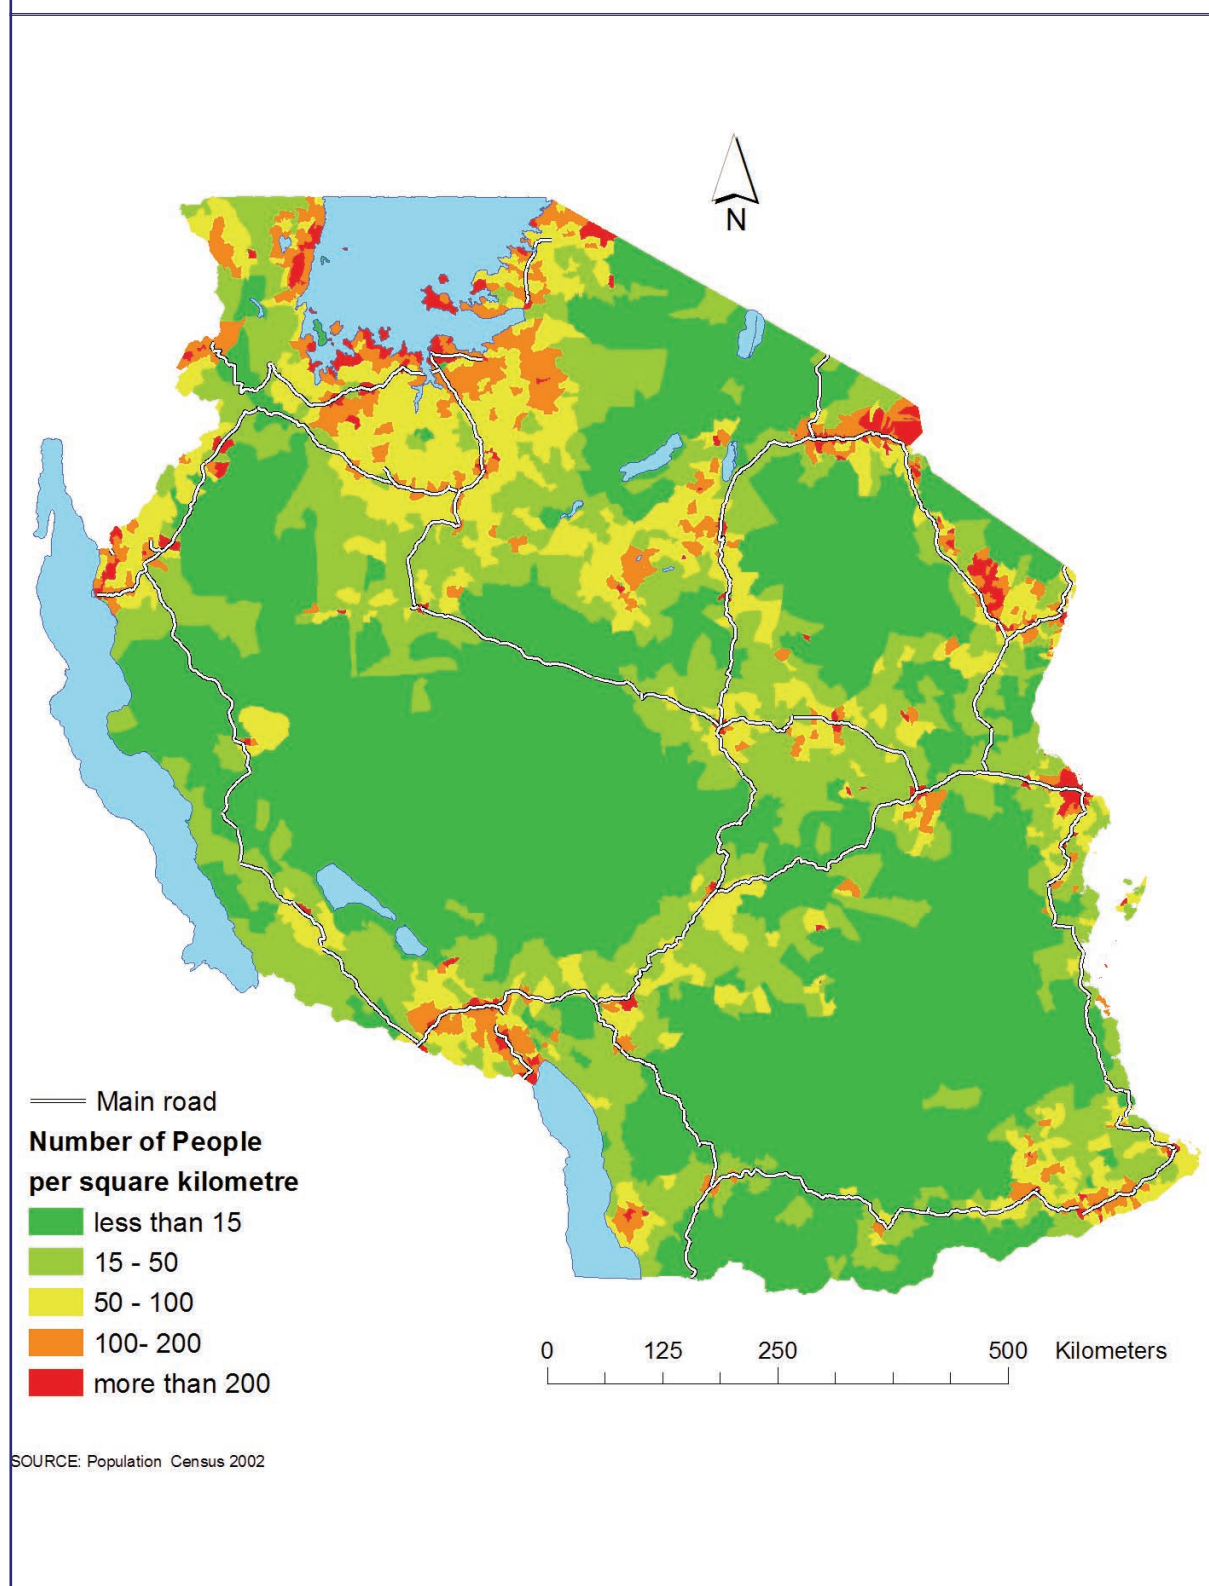 N
Main road
Number of People
per square kilometre
less than 15
15 - 50
50 - 100
100- 200
more than 200
0 125 250 500 Kilometers
SOURCE: Population Census 2002